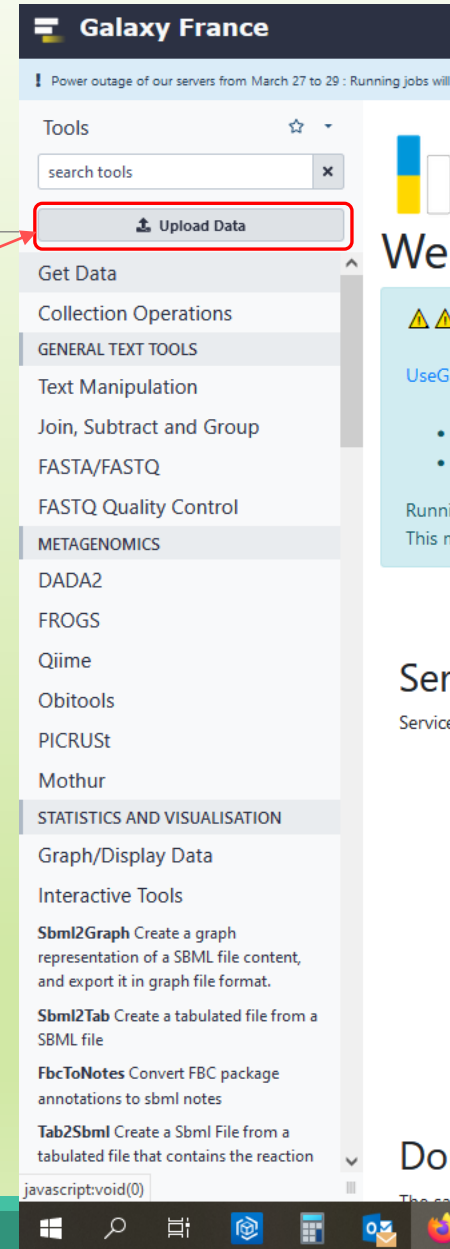 Galaxy France
! Power outage of our servers from March 27 to 29 : Running jobs will
Tools
search tools
Upload Data
We
Get Data
Collection Operations
GENERAL TEXT TOOLS
UseG
Text Manipulation
Join, Subtract and Group
FASTA/FASTQ
FASTQ Quality Control
Runni
METAGENOMICS
This
DADA2
FROGS
Qiime
Ser
Obitools
Service
PICRUSt
Mothur
STATISTICS AND VISUALISATION
Graph/Display Data
Interactive Tools
Sbml2Graph Create a graph
representation of a SBML file content,
and export it in graph file format.
Sbml2Tab Create a tabulated file from a
SBML file
FbcToNotes Convert FBC package
annotations to sbml notes
Tab2Sbml Create a Sbml File from a
tabulated file that contains the reaction
Do
javascript:void(0)